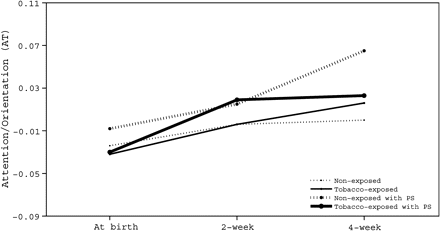 0.11
0.07
0.03
-0.01
-0.05
-0.09
Attention/Orientation (AT)
Non-exposed
Tobacco-exposed
Non-exposed with PS
Tobacco-exposed with PS
At birth 2-week 4-week